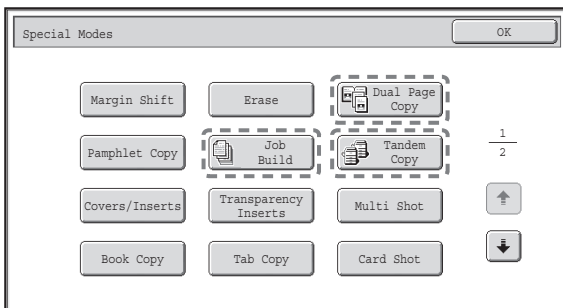 Special Modes
OK
Margin Shift
Erase
Dual Page
Copy
Pamphlet Copy
Job
Build
Tandem
Copy
1
2
Covers/Inserts
Transparency
Inserts
Multi Shot
Book Copy
Tab Copy
Card Shot